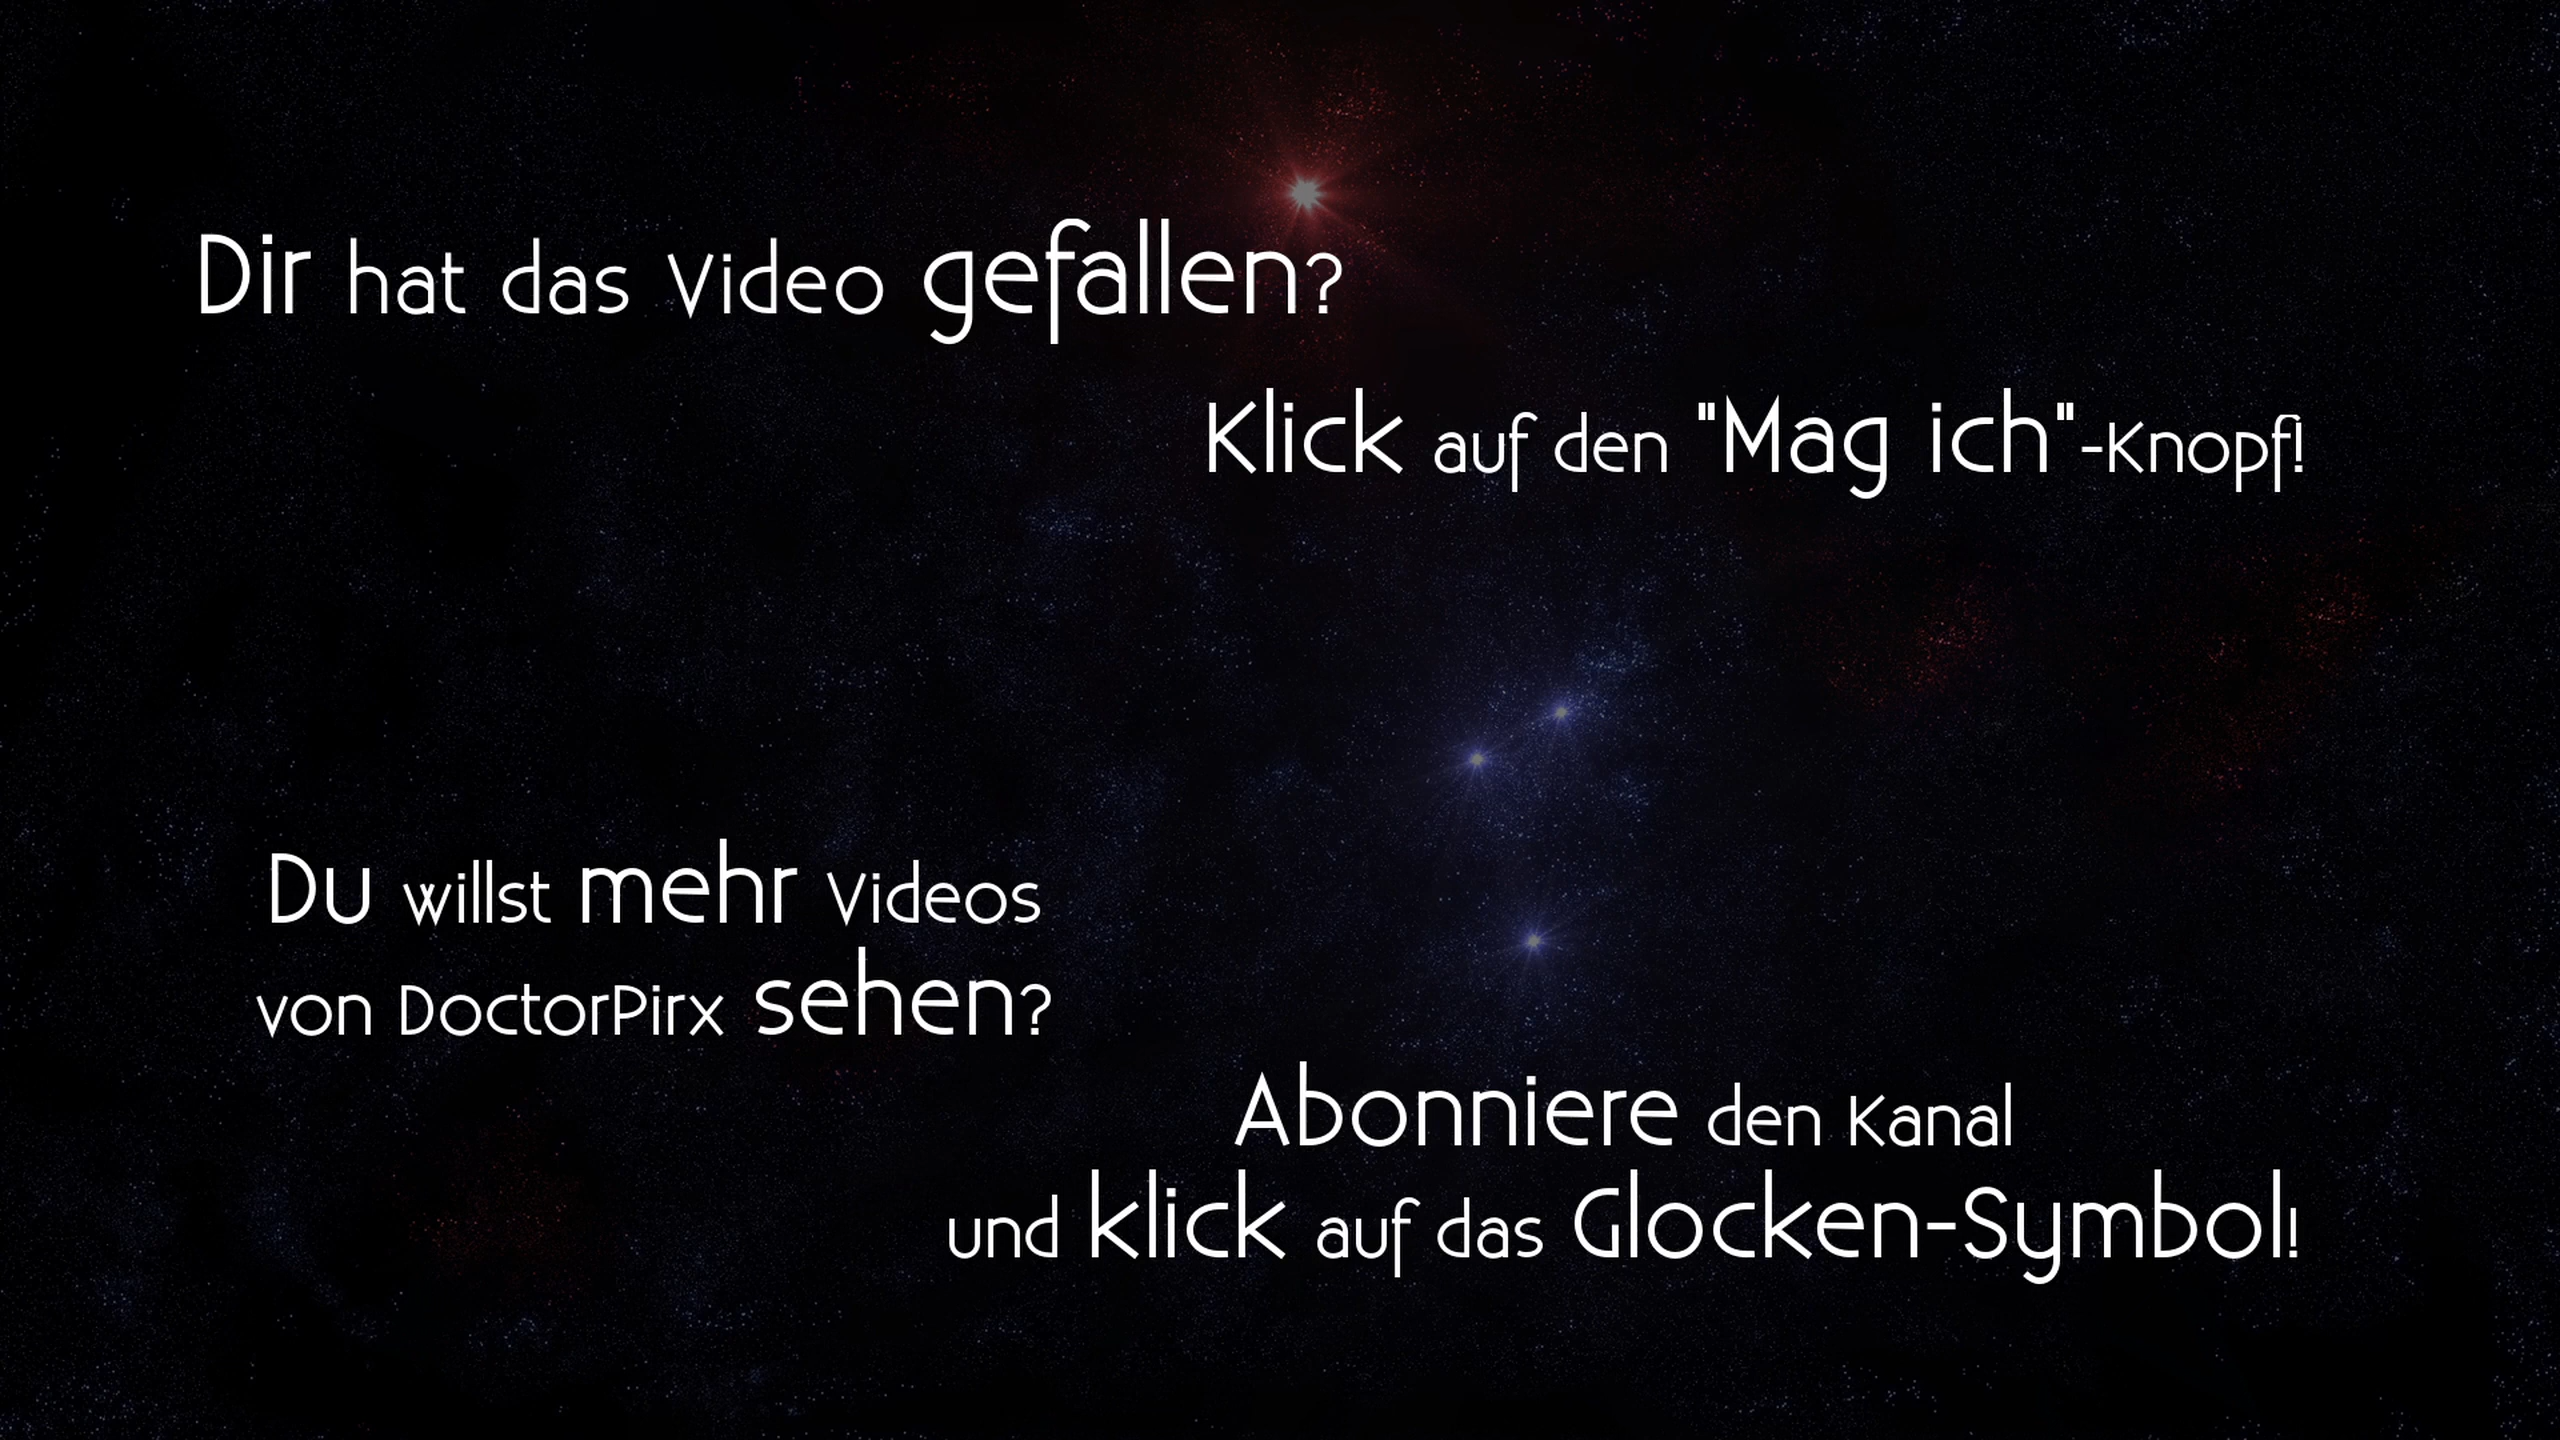 Dir hat das Video gefallen?
Klick auf den "Mag ich"-Knopf!
Du willst mehr Videos
von DoctorPirx sehen?
Abonniere den Kanal
und klick auf das Glocken-Symbol!